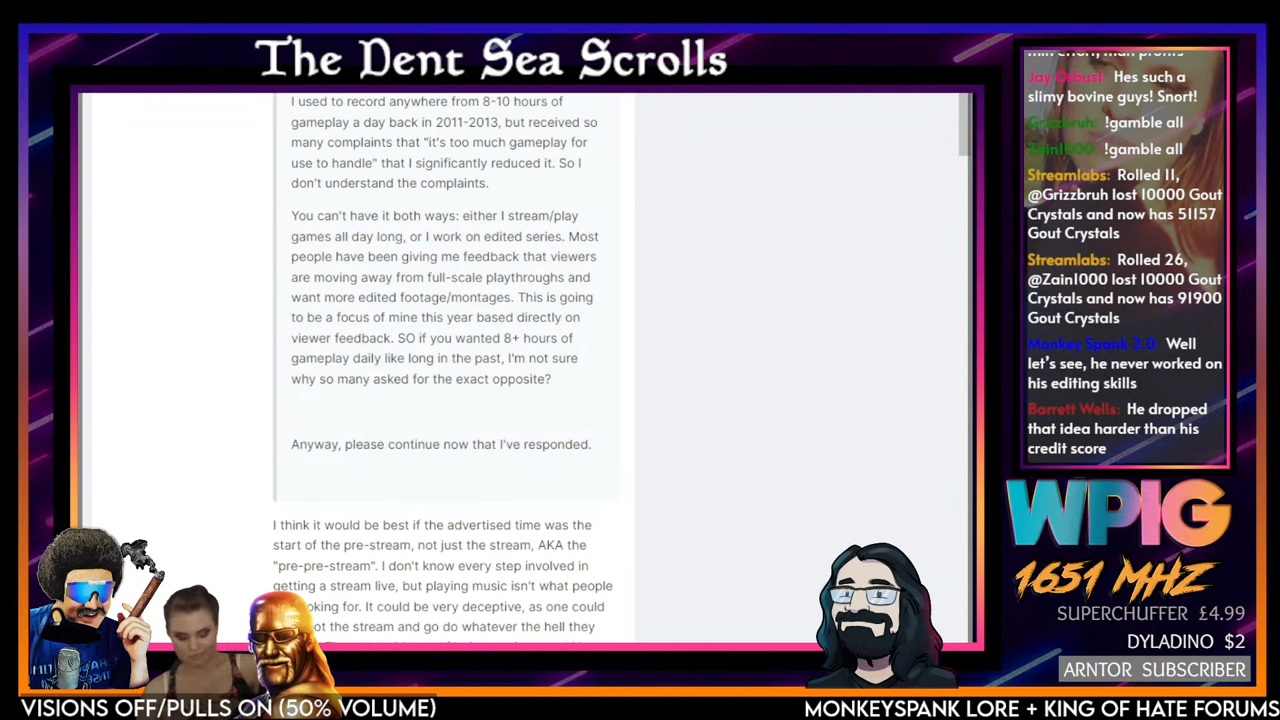 The Dent Sea Scrolls
I used to record anywhere from 8-10 hours of
gameplay a day back in 2011-2013, but received so
many complaints that "it's too much gameplay for
use to handle" that I significantly reduced it. So I
don't understand the complaints.
You can't have it both ways: either I stream/play
games all day long, or I work on edited series. Most
people have been giving me feedback that viewers
are moving away from full-scale playthroughs and
want more edited footage/montages. This is going
to be a focus of mine this year based directly on
viewer feedback. SO if you wanted 8+ hours of
gameplay daily like long in the past, I'm not sure
why so many asked for the exact opposite?
Anyway, please continue now that I've responded.
I think it would be best if the advertised time was the
start of the pre-stream, not just the stream, AKA the
"pre-pre-stream". I don't know every step involved in
getting a stream live, but playing music isn't what people
oking for. It could be very deceptive, as one could
ot the stream and go do whatever the hell they
Jay Orbust: Hes such a
slimy bovine guys! Snort!
Grizzbruh: !gamble all
Zain1000: !gamble all
Streamlabs: Rolled 11,
@Grizzbruh lost 10000 Gout
Crystals and now has 51157
Gout Crystals
Streamlabs: Rolled 26,
@Zain1000 lost 10000 Gout
Crystals and now has 91900
Gout Crystals
Monkey Spank 2.0: Well
let's see, he never worked on
his editing skills
Barrett Wells: He dropped
that idea harder than his
credit score
WPIG
1651 MHZ
SUPERCHUFFER £4.99
DYLADINO $2
ARNTOR SUBSCRIBER
VISIONS OFF/PULLS ON (50% VOLUME)
MONKEYSPANK LORE + KING OF HATE FORUMS